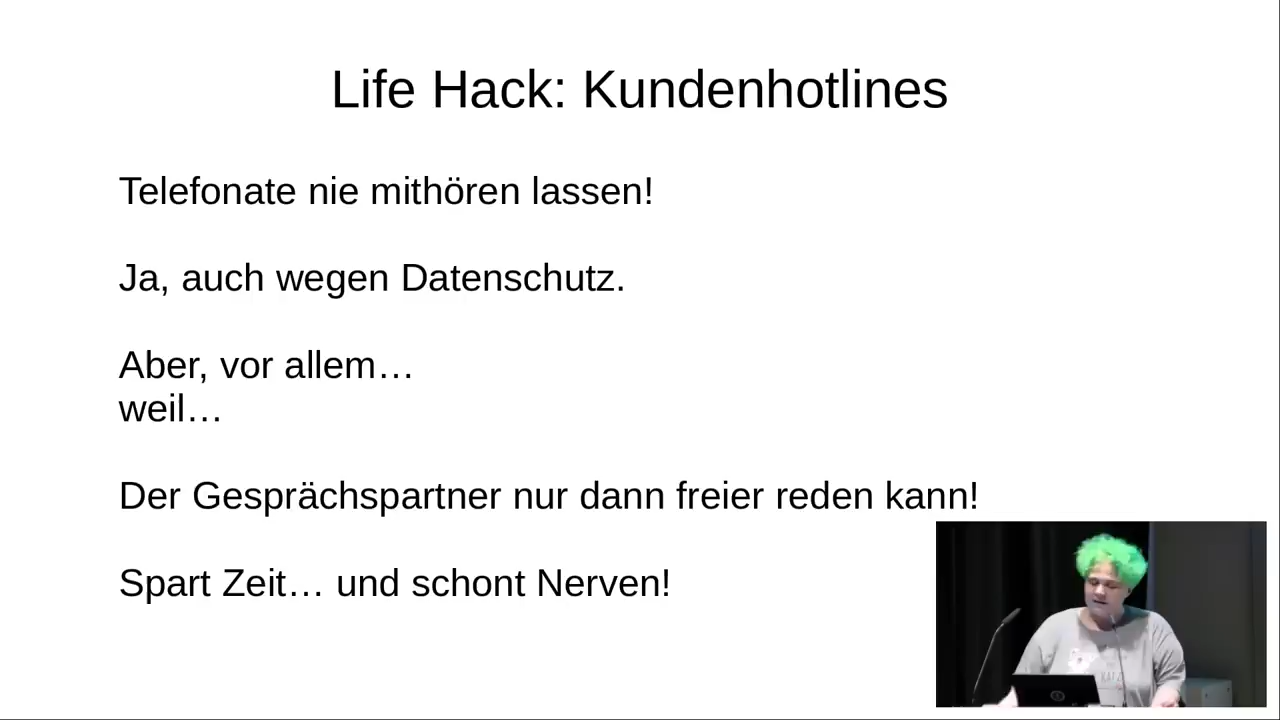 Life Hack: Kundenhotlines
Telefonate nie mithören lassen!
Ja, auch wegen Datenschutz.
Aber, vor allem…
weil…
Der Gesprächspartner nur dann freier reden kann!
Spart Zeit… und schont Nerven!